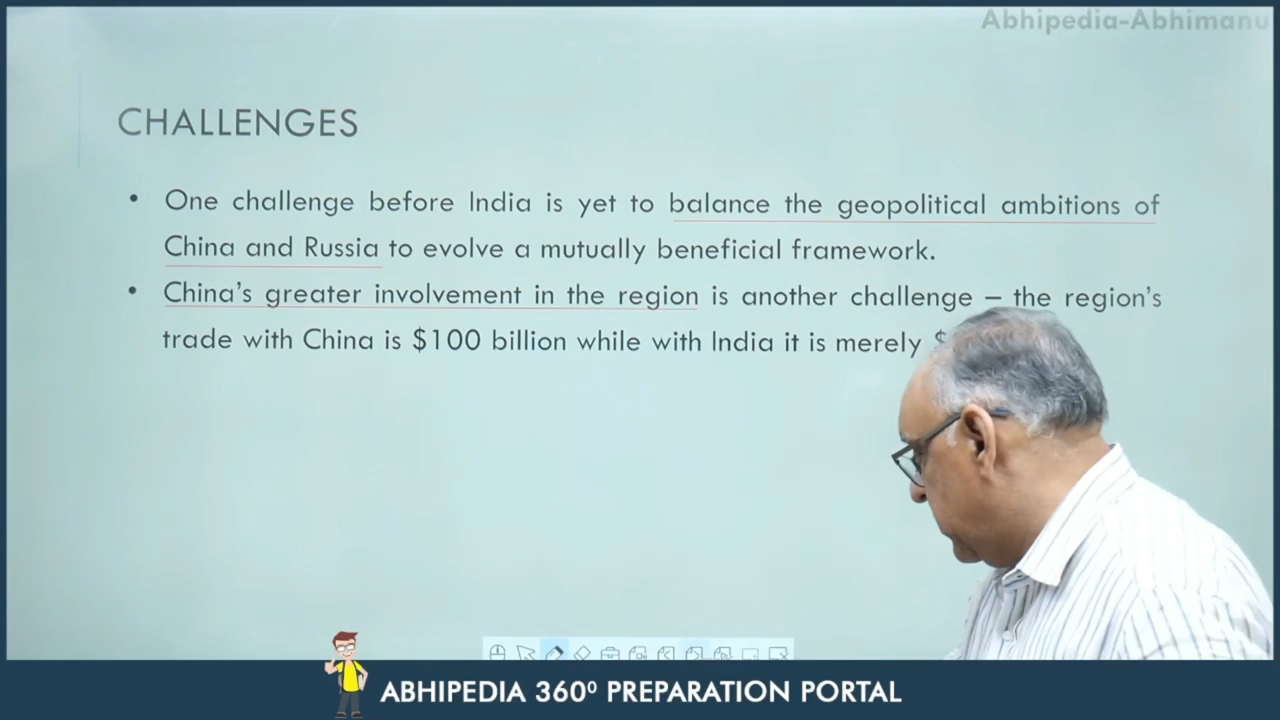 Abhipedia-Abhimanu
CHALLENGES
• One challenge before India is yet to balance the geopolitical ambitions of
China and Russia to evolve a mutually beneficial framework.
• China's greater involvement in the region is another challenge – the region's
trade with China is $100 billion while with India it is merely $
ABHIPEDIA 360⁰ PREPARATION PORTAL